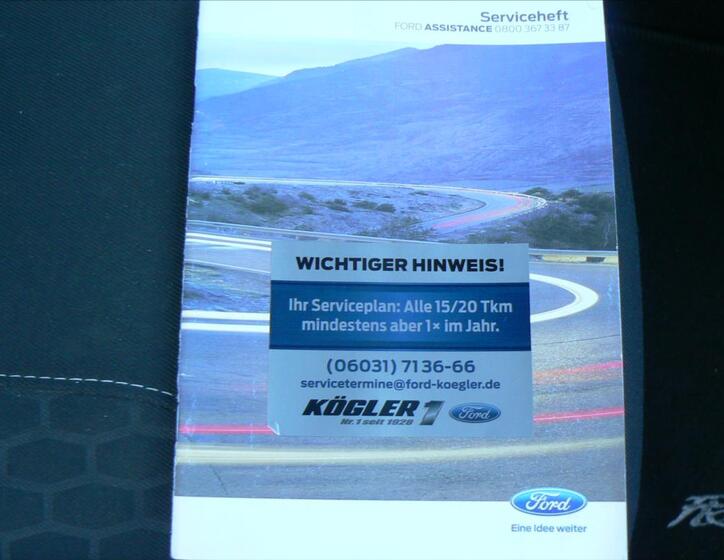 Serviceheft
FORD ASSISTANCE 0800 367 33 87
WICHTIGER HINWEIS!
Ihr Serviceplan: Alle 15/20 Tkm
mindestens aber 1x im Jahr.
(06031) 7136-66
servicetermine@ford-koegler.de
KÖGLER 1 Ford
Nr. 1 seit 1928
Ford
Eine Idee weiter